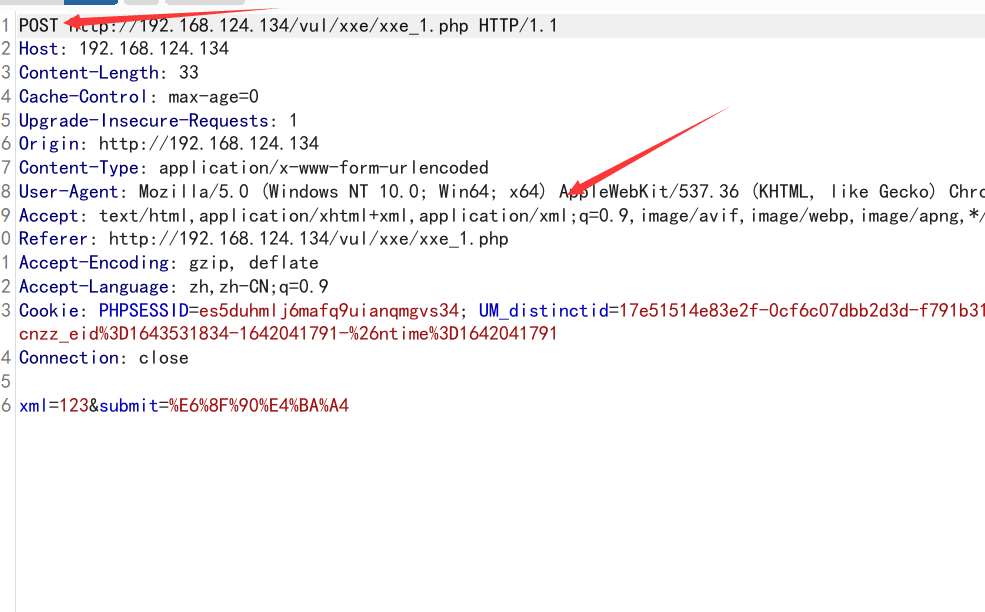 1 POST http://192.168.124.134/vul/xxe/xxe_1.php HTTP/1.1
2 Host: 192.168.124.134
3 Content-Length: 33
4 Cache-Control: max-age=0
5 Upgrade-Insecure-Requests: 1
6 Origin: http://192.168.124.134
7 Content-Type: application/x-www-form-urlencoded
8 User-Agent: Mozilla/5.0 (Windows NT 10.0; Win64; x64) AppleWebKit/537.36 (KHTML, like Gecko) Chro
9 Accept: text/html,application/xhtml+xml,application/xml;q=0.9,image/avif,image/webp,image/apng,*/
0 Referer: http://192.168.124.134/vul/xxe/xxe_1.php
1 Accept-Encoding: gzip, deflate
2 Accept-Language: zh,zh-CN;q=0.9
3 Cookie: PHPSESSID=es5duhmlj6mafq9uianqmgvs34; UM_distinctid=17e51514e83e2f-0cf6c07dbb2d3d-f791b31
cnzz_eid%3D1643531834-1642041791-%26ntime%3D1642041791
4 Connection: close
5
6 xml=123&submit=%E6%8F%90%E4%BA%A4